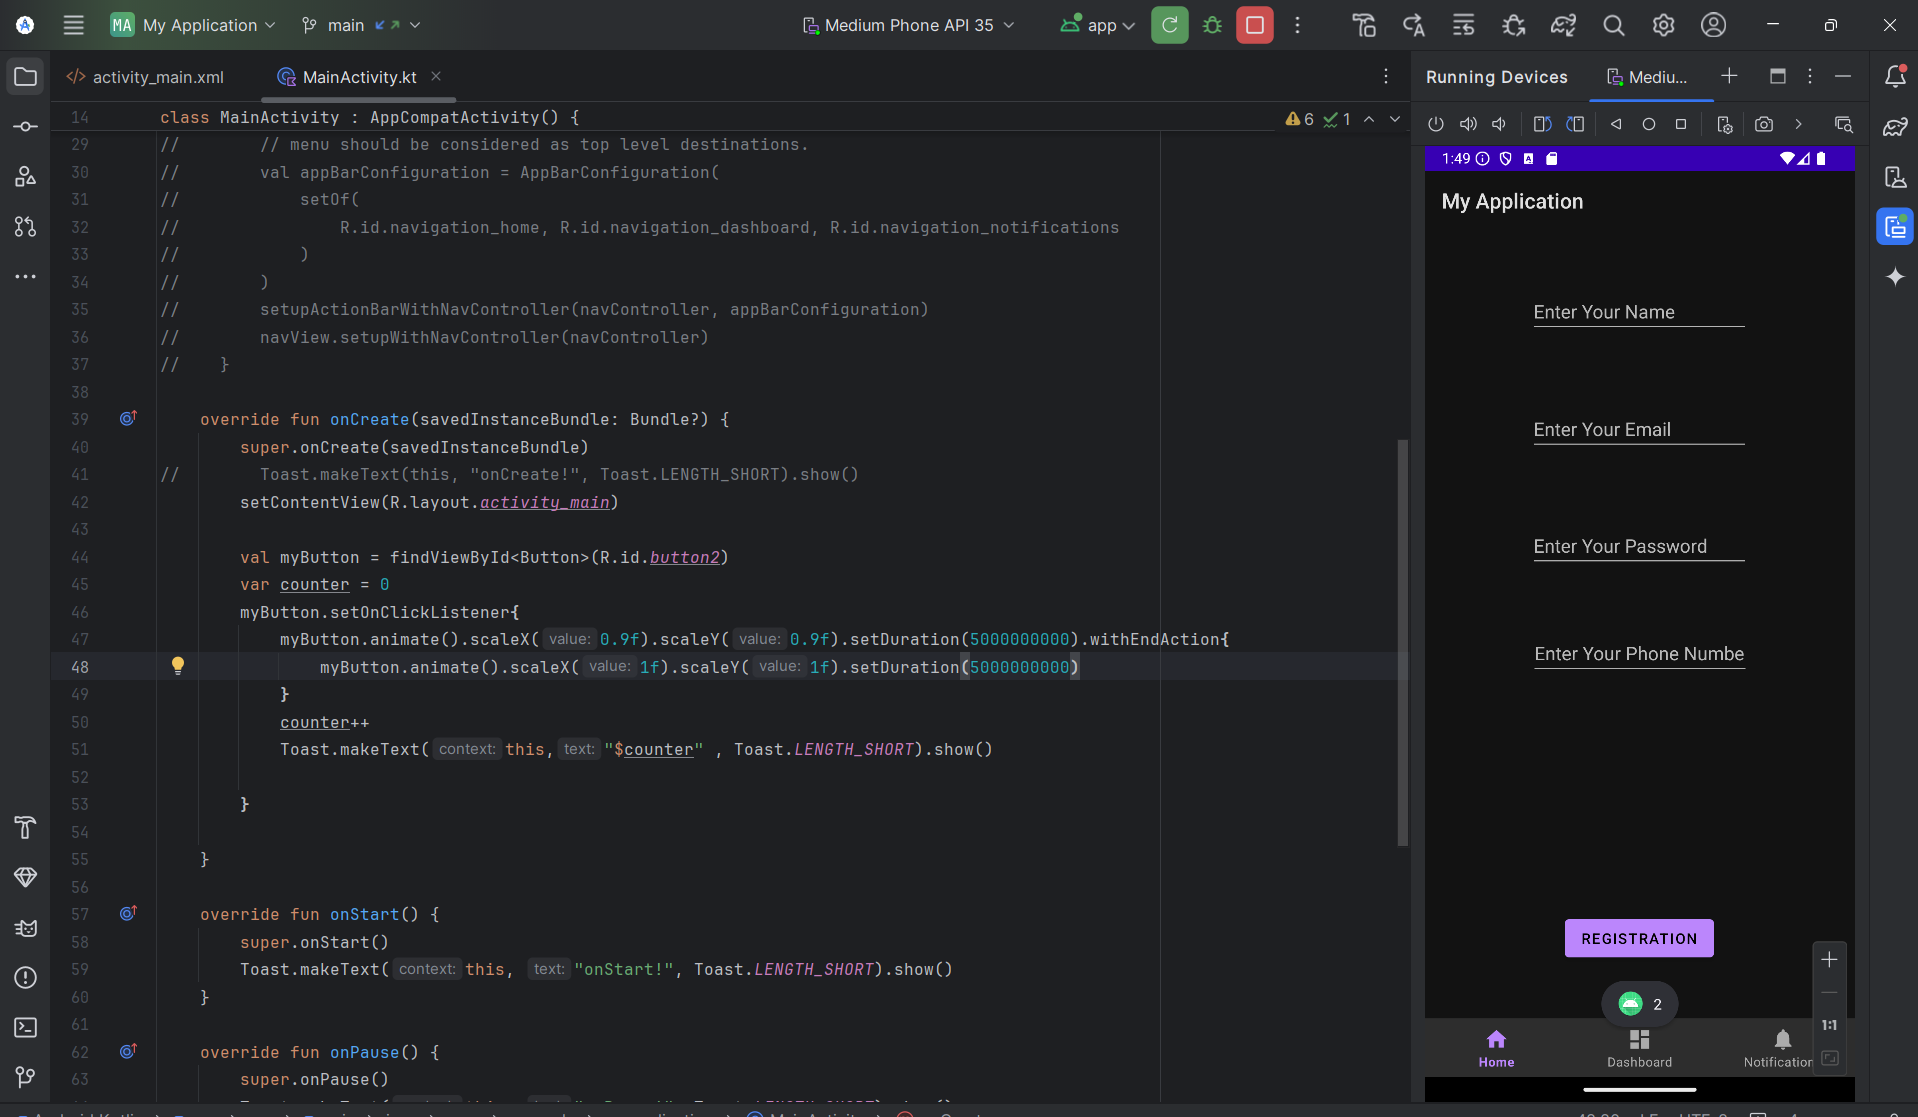 MA My Application main
Medium Phone API 35 app
activity_main.xml MainActivity.kt
14 class MainActivity : AppCompatActivity() { 6 1
29 // // menu should be considered as top level destinations.
30 // val appBarConfiguration = AppBarConfiguration(
31 // setOf(
32 // R.id.navigation_home, R.id.navigation_dashboard, R.id.navigation_notifications
33 // )
34 // )
35 // setupActionBarWithNavController(navController, appBarConfiguration)
36 // navView.setupWithNavController(navController)
37 // }
38
39 override fun onCreate(savedInstanceBundle: Bundle?) {
40 super.onCreate(savedInstanceBundle)
41 // Toast.makeText(this, "onCreate!", Toast.LENGTH_SHORT).show()
42 setContentView(R.layout.activity_main)
43
44 val myButton = findViewById<Button>(R.id.button2)
45 var counter = 0
46 myButton.setOnClickListener{
47 myButton.animate().scaleX( value: 0.9f).scaleY( value: 0.9f).setDuration(5000000000).withEndAction{
48 myButton.animate().scaleX( value: 1f).scaleY( value: 1f).setDuration(5000000000)
49 }
50 counter++
51 Toast.makeText( context: this, text: "$counter" , Toast.LENGTH_SHORT).show()
52
53 }
54
55 }
56
57 override fun onStart() {
58 super.onStart()
59 Toast.makeText( context: this, text: "onStart!", Toast.LENGTH_SHORT).show()
60 }
61
62 override fun onPause() {
63 super.onPause()
Running Devices Mediu...
1:49
My Application
Enter Your Name
Enter Your Email
Enter Your Password
Enter Your Phone Numbe
REGISTRATION
2
1:1
Home Dashboard Notification